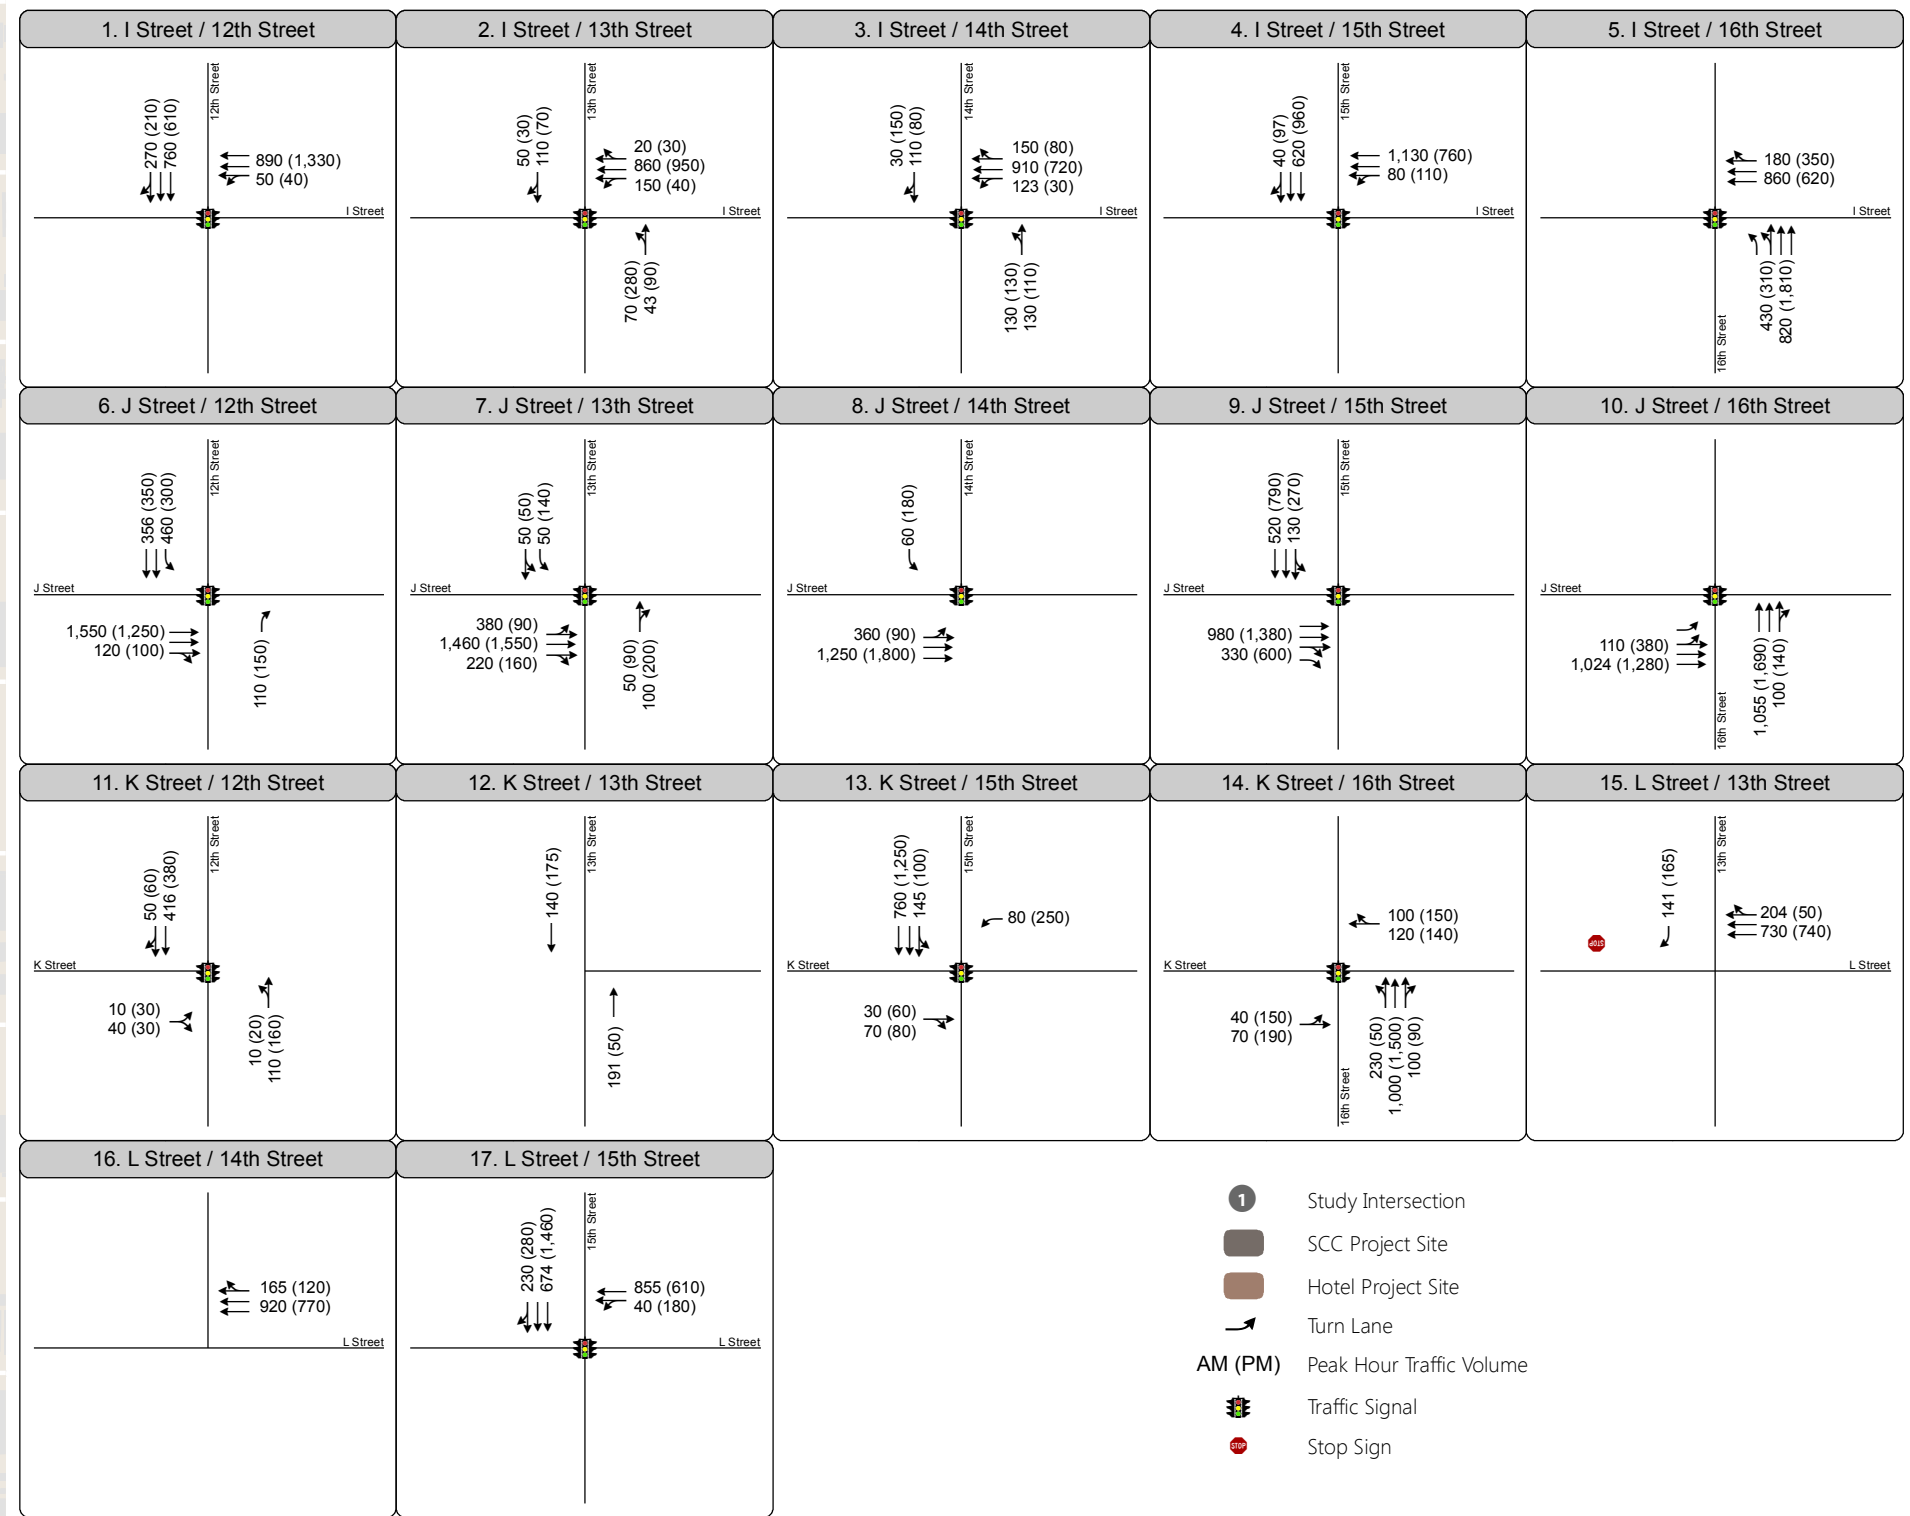 1. I Street / 12th Street
12th Street
270 (210)
760 (610)
890 (1,330)
50 (40)
I Street
2. I Street / 13th Street
13th Street
50 (30)
110 (70)
20 (30)
860 (950)
150 (40)
I Street
70 (280)
43 (90)
3. I Street / 14th Street
14th Street
30 (150)
110 (80)
150 (80)
910 (720)
123 (30)
I Street
130 (130)
130 (110)
4. I Street / 15th Street
15th Street
40 (97)
620 (960)
1,130 (760)
80 (110)
I Street
5. I Street / 16th Street
180 (350)
860 (620)
I Street
430 (310)
820 (1,810)
16th Street
6. J Street / 12th Street
12th Street
356 (350)
460 (300)
J Street
1,550 (1,250)
120 (100)
110 (150)
7. J Street / 13th Street
13th Street
50 (50)
50 (140)
J Street
380 (90)
1,460 (1,550)
220 (160)
50 (90)
100 (200)
8. J Street / 14th Street
14th Street
60 (180)
J Street
360 (90)
1,250 (1,800)
9. J Street / 15th Street
15th Street
520 (790)
130 (270)
J Street
980 (1,380)
330 (600)
10. J Street / 16th Street
J Street
110 (380)
1,024 (1,280)
1,055 (1,690)
100 (140)
16th Street
11. K Street / 12th Street
12th Street
50 (60)
416 (380)
K Street
10 (30)
40 (30)
10 (20)
110 (160)
12. K Street / 13th Street
13th Street
140 (175)
191 (50)
13. K Street / 15th Street
15th Street
760 (1,250)
145 (100)
80 (250)
K Street
30 (60)
70 (80)
14. K Street / 16th Street
100 (150)
120 (140)
K Street
40 (150)
70 (190)
230 (50)
1,000 (1,500)
100 (90)
16th Street
15. L Street / 13th Street
13th Street
141 (165)
204 (50)
730 (740)
STOP
L Street
16. L Street / 14th Street
165 (120)
920 (770)
L Street
17. L Street / 15th Street
15th Street
230 (280)
674 (1,460)
855 (610)
40 (180)
L Street
1 Study Intersection
SCC Project Site
Hotel Project Site
Turn Lane
AM (PM) Peak Hour Traffic Volume
Traffic Signal
STOP Stop Sign